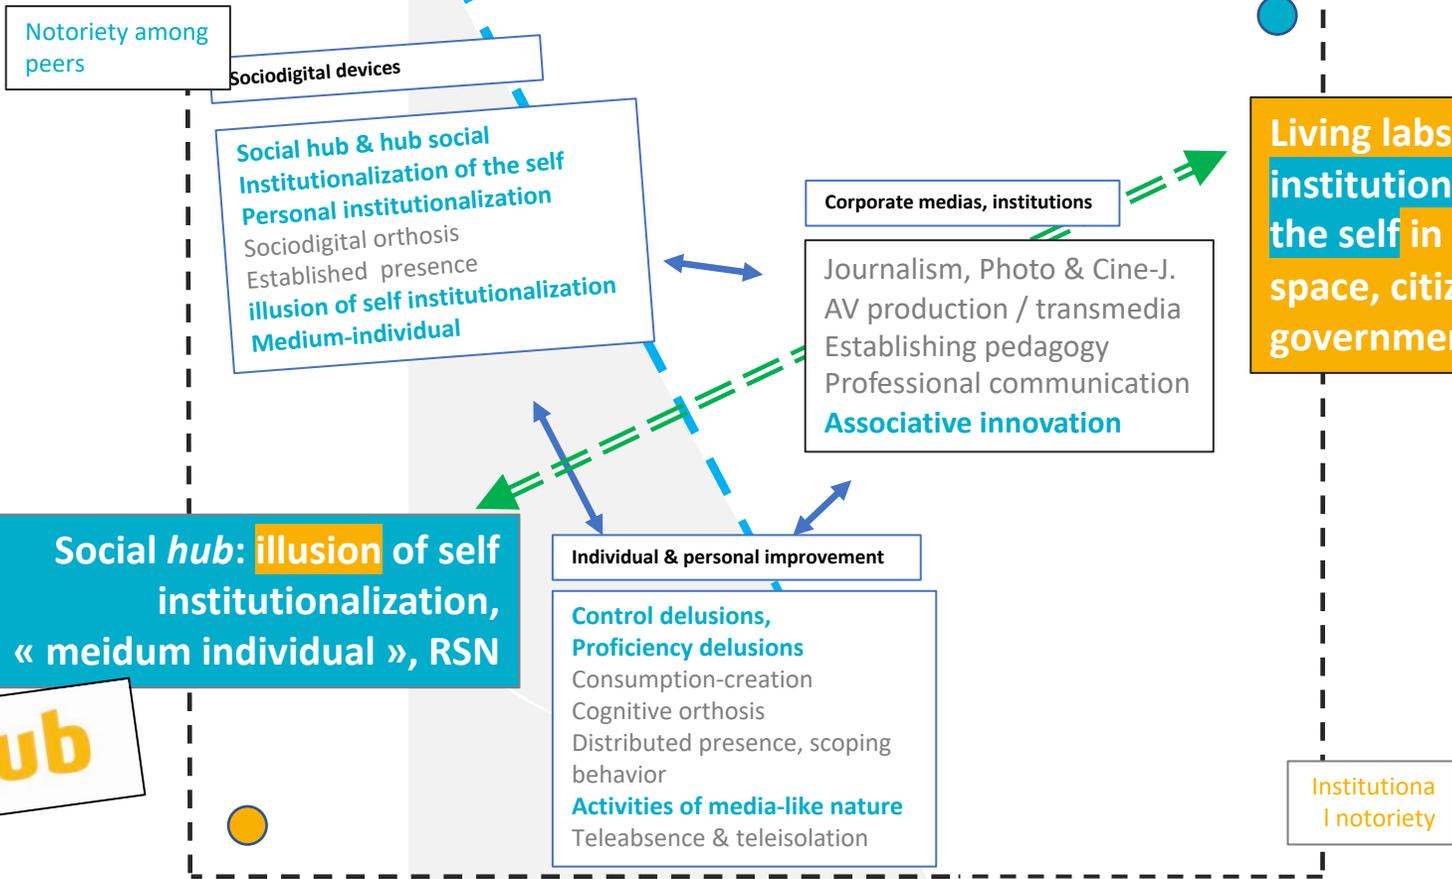 Notoriety among
peers
Sociodigital devices
Social hub & hub social
Institutionalization of the self
Personal institutionalization
Sociodigital orthosis
Established presence
illusion of self institutionalization
Medium-individual
Corporate medias, institutions
Journalism, Photo & Cine-J.
AV production / transmedia
Establishing pedagogy
Professional communication
Associative innovation
Living labs
institution
the self in
space, citiz
governmen
Social hub: illusion of self
institutionalization,
« meidum individual », RSN
ub
Individual & personal improvement
Control delusions,
Proficiency delusions
Consumption-creation
Cognitive orthosis
Distributed presence, scoping
behavior
Activities of media-like nature
Teleabsence & teleisolation
Institutiona
l notoriety